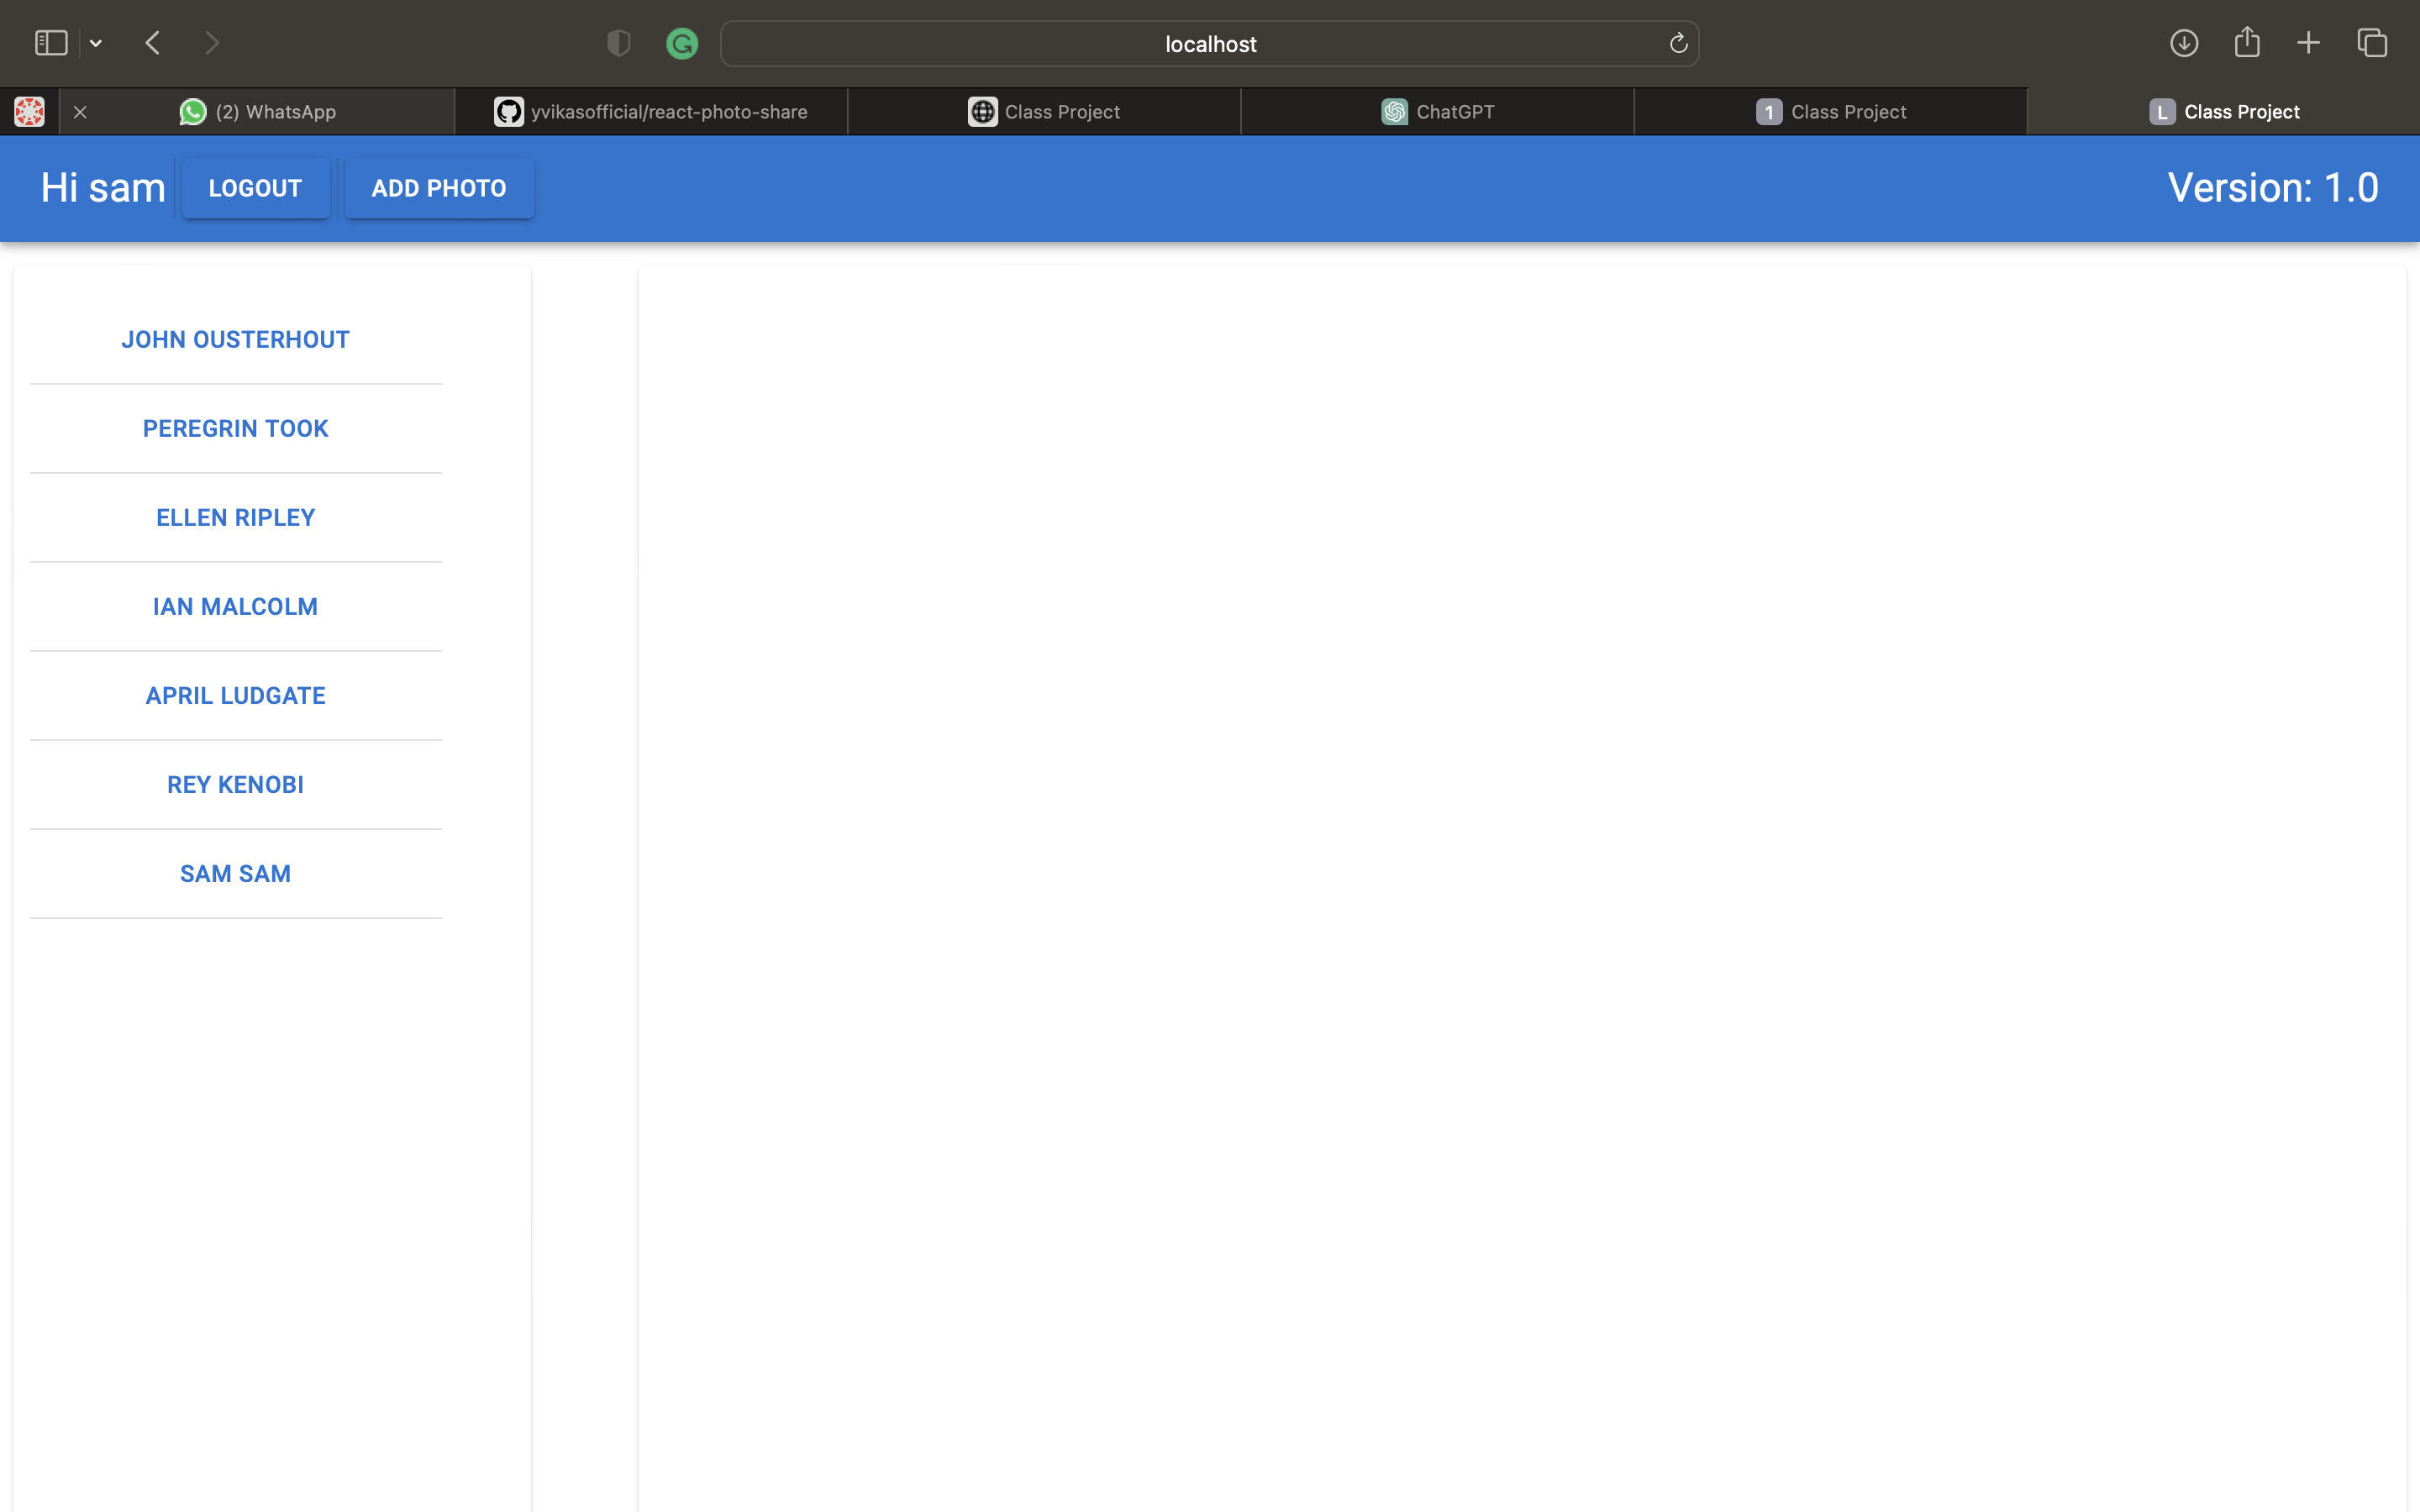 localhost
(2) WhatsApp
yvikasofficial/react-photo-share
Class Project
ChatGPT
1 Class Project
L Class Project
Hi sam
LOGOUT
ADD PHOTO
Version: 1.0
JOHN OUSTERHOUT
PEREGRIN TOOK
ELLEN RIPLEY
IAN MALCOLM
APRIL LUDGATE
REY KENOBI
SAM SAM